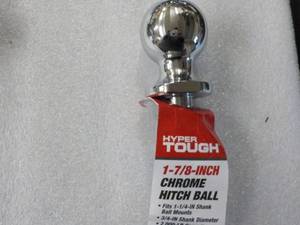 HYPER
TOUGH
1-7/8-INCH
CHROME
HITCH BALL
• Fits 1-1/4-IN Shank
Ball Mounts
• 3/4-IN Shank Diameter